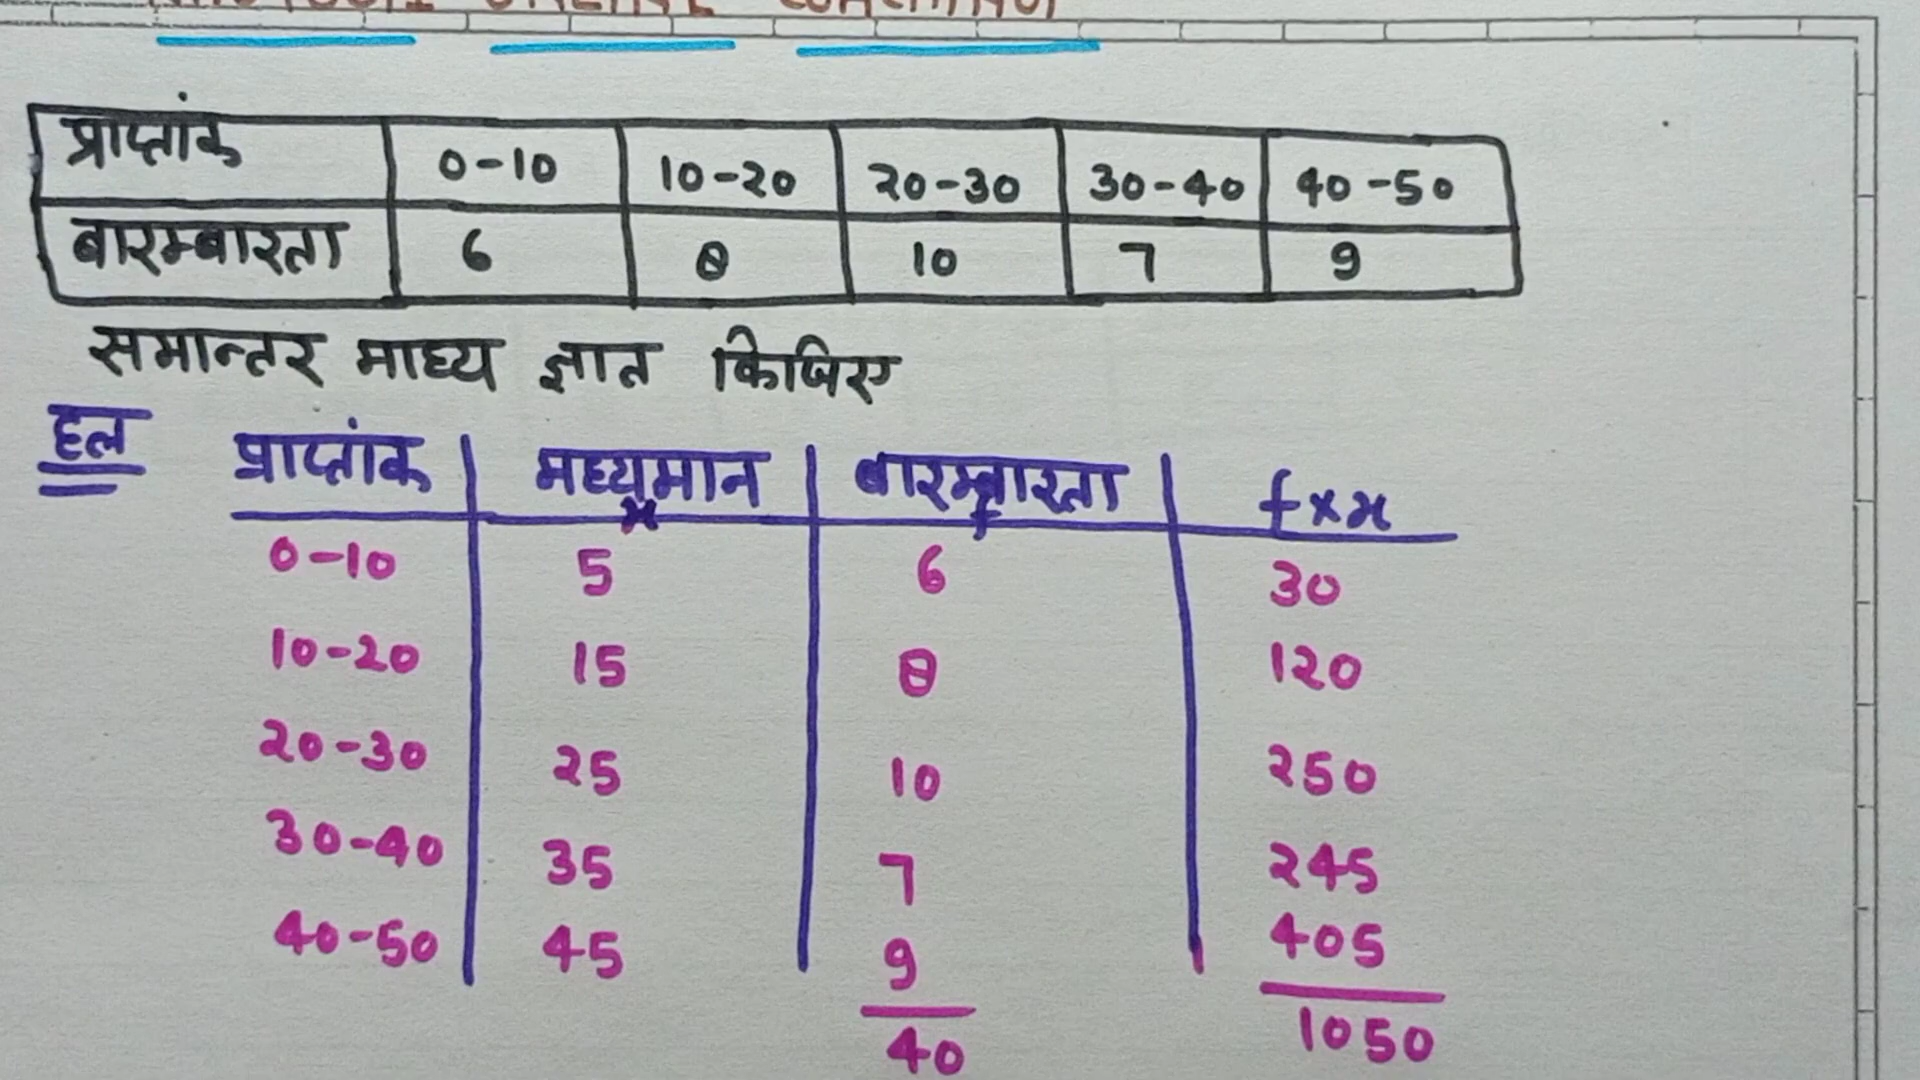 प्राप्तांक 0-10 10-20 20-30 30-40 40-50
बारम्बारता 6 8 10 7 9
समान्तर माध्य ज्ञात किजिए
हल
प्राप्तांक मध्यमान x बारम्बारता f f×x
0-10 5 6 30
10-20 15 8 120
20-30 25 10 250
30-40 35 7 245
40-50 45 9 405
40 1050